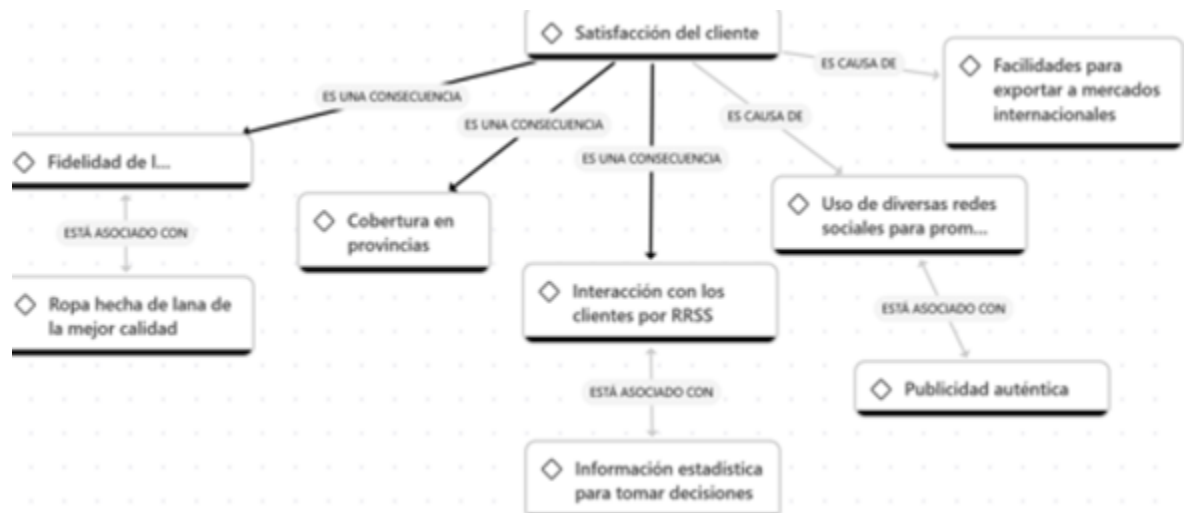 Satisfacción del cliente
ES CAUSA DE
Facilidades para
exportar a mercados
internacionales
ES UNA CONSECUENCIA
ES UNA CONSECUENCIA
ES CAUSA DE
ES UNA CONSECUENCIA
Fidelidad de l...
Cobertura en
provincias
Uso de diversas redes
sociales para prom...
ESTÁ ASOCIADO CON
Ropa hecha de lana de
la mejor calidad
Interacción con los
clientes por RRSS
ESTÁ ASOCIADO CON
ESTÁ ASOCIADO CON
Publicidad auténtica
Información estadística
para tomar decisiones